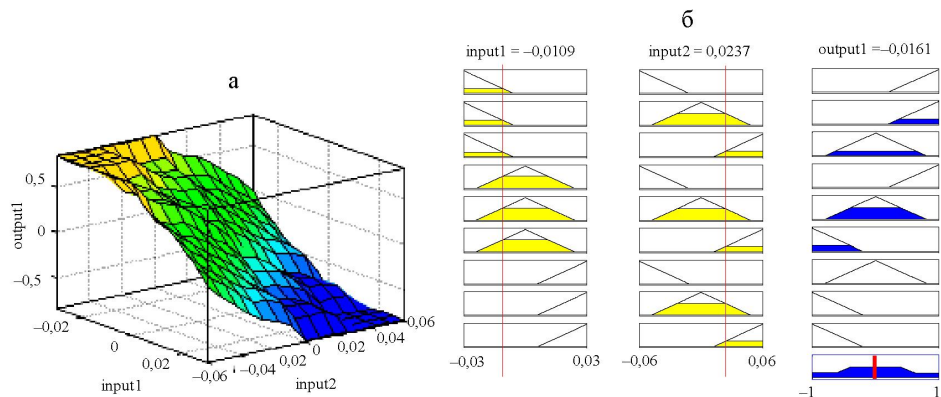 а
0,5
0
–0,5
output1
–0,02
0
0,02
input1
–0,06
–0,04
0,02
0
0,02
0,04
0,06
input2
б
input1 = –0,0109
input2 = 0,0237
output1 =–0,0161
–0,03
0,03
–0,06
0,06
–1
1